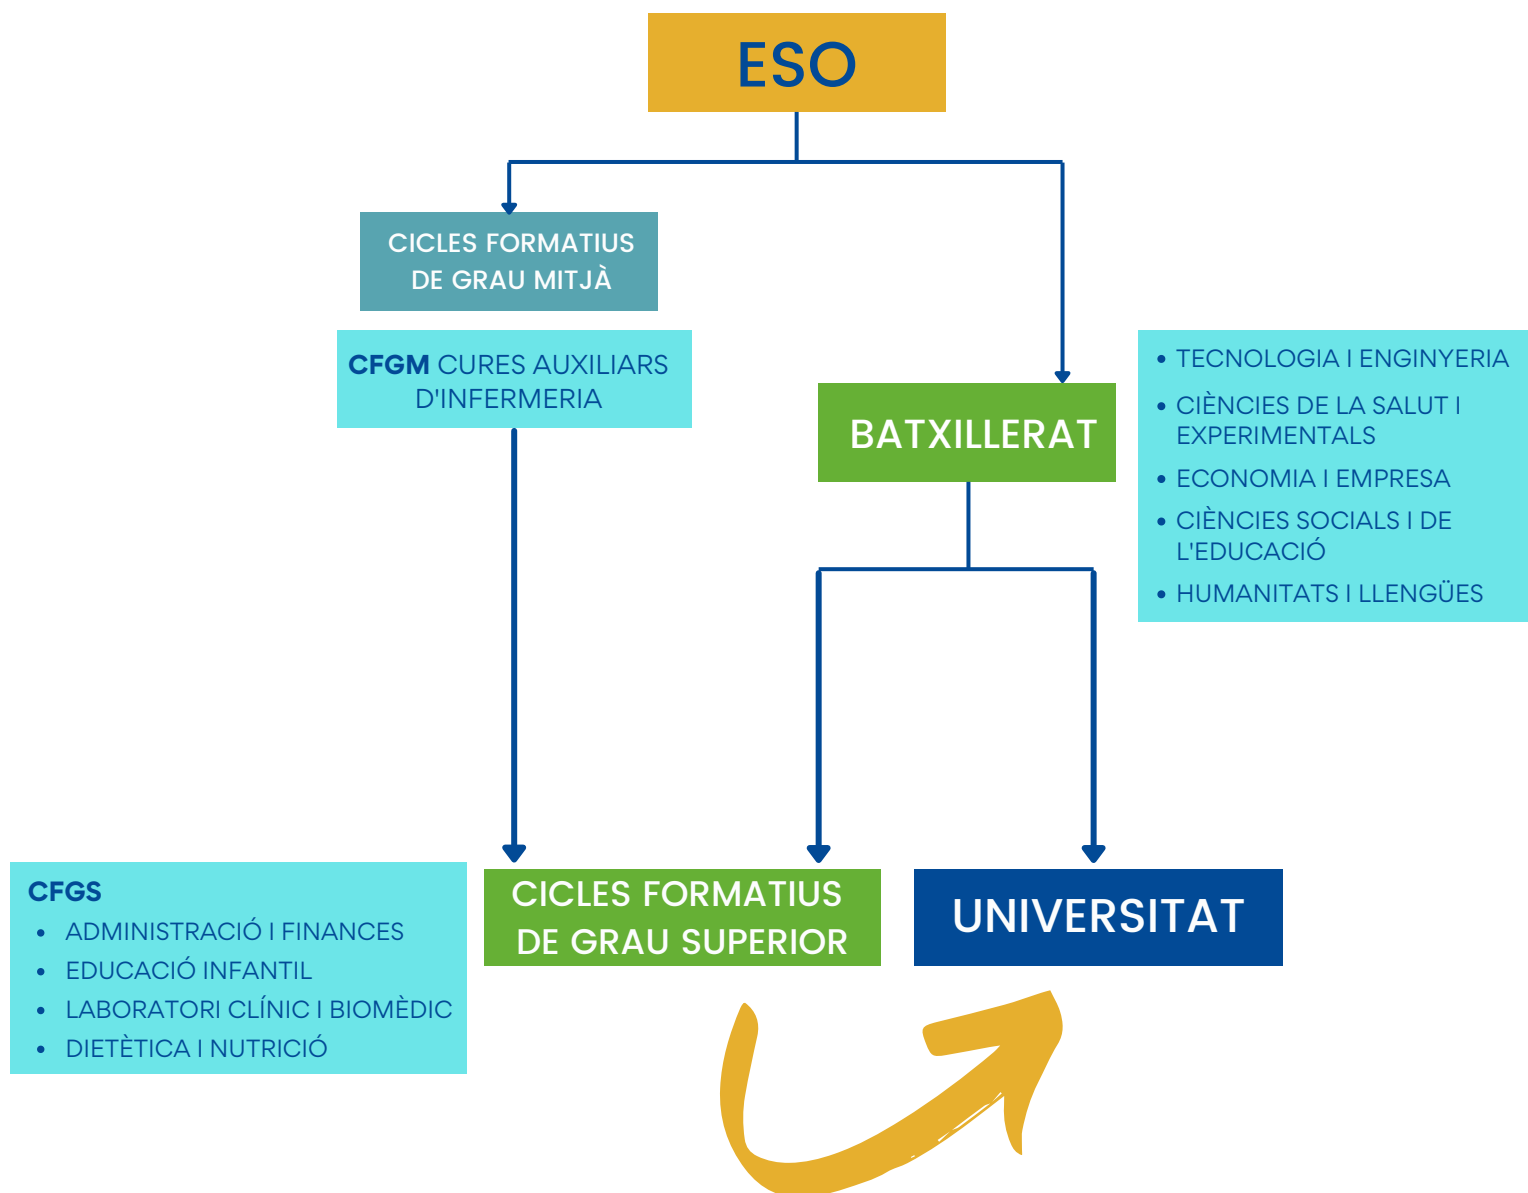 ESO
CICLES FORMATIUS
DE GRAU MITJÀ
CFGM CURES AUXILIARS
D'INFERMERIA
BATXILLERAT
• TECNOLOGIA I ENGINYERIA
• CIÈNCIES DE LA SALUT I
EXPERIMENTALS
• ECONOMIA I EMPRESA
• CIÈNCIES SOCIALS I DE
L'EDUCACIÓ
• HUMANITATS I LLENGÜES
CFGS
• ADMINISTRACIÓ I FINANCES
• EDUCACIÓ INFANTIL
• LABORATORI CLÍNIC I BIOMÈDIC
• DIETÈTICA I NUTRICIÓ
CICLES FORMATIUS
DE GRAU SUPERIOR
UNIVERSITAT